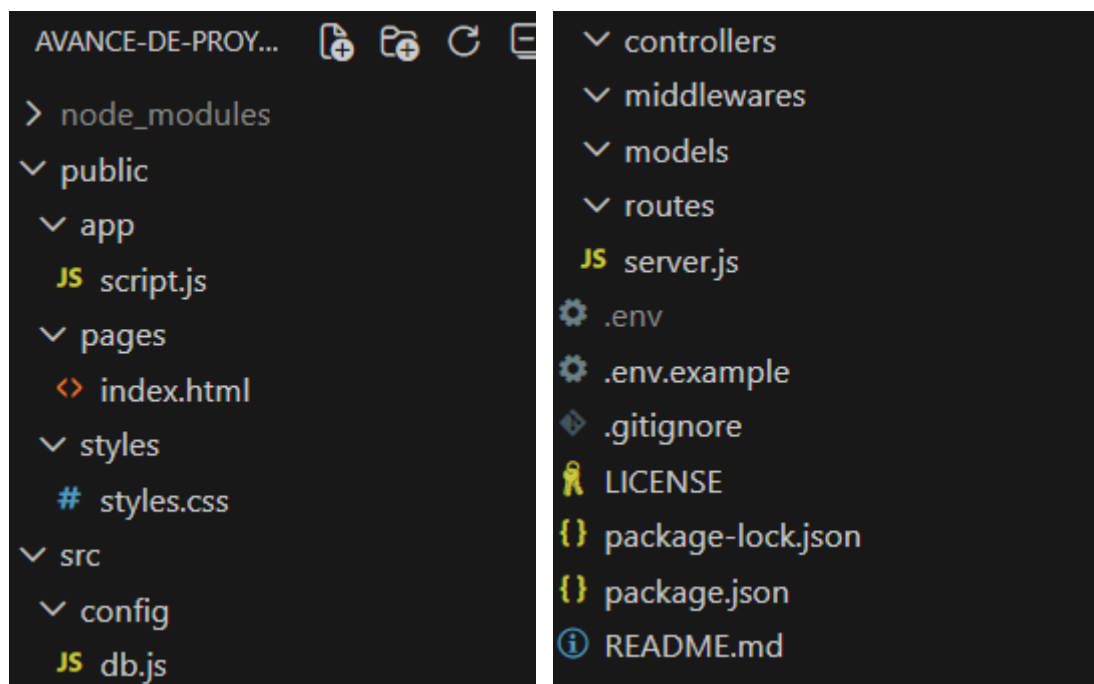 AVANCE-DE-PROY...
node_modules
public
app
JS script.js
pages
<> index.html
styles
# styles.css
src
config
JS db.js
controllers
middlewares
models
routes
JS server.js
.env
.env.example
.gitignore
LICENSE
{} package-lock.json
{} package.json
README.md